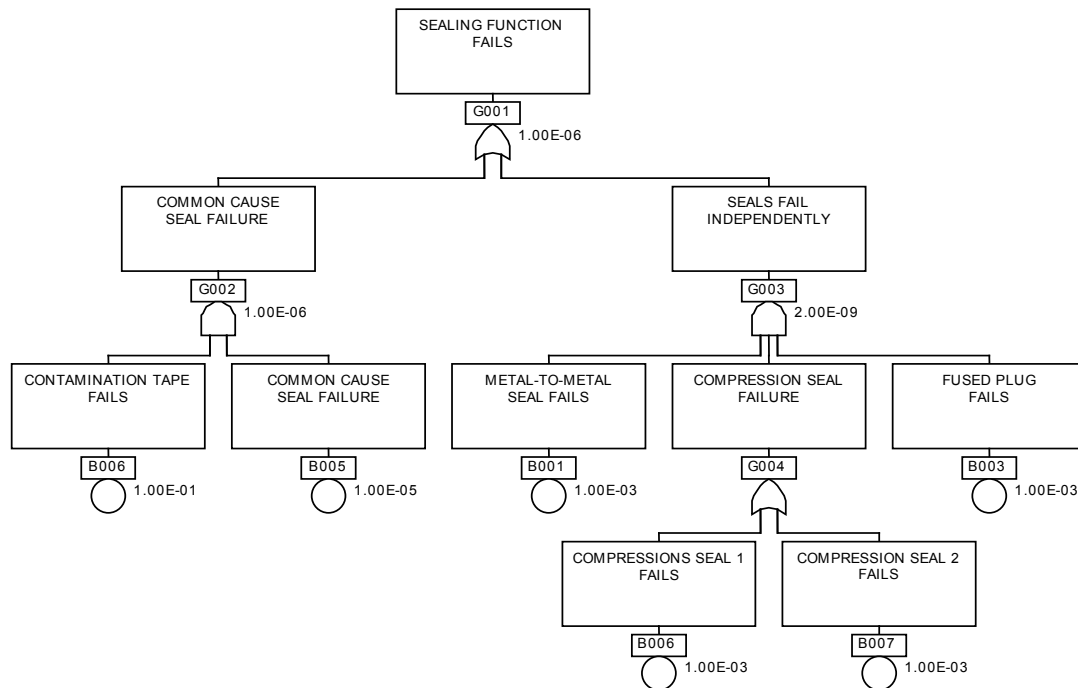 SEALING FUNCTION
FAILS
G001
1.00E-06
COMMON CAUSE
SEAL FAILURE
G002
1.00E-06
SEALS FAIL
INDEPENDENTLY
G003
2.00E-09
CONTAMINATION TAPE
FAILS
B006
1.00E-01
COMMON CAUSE
SEAL FAILURE
B005
1.00E-05
METAL-TO-METAL
SEAL FAILS
B001
1.00E-03
COMPRESSION SEAL
FAILURE
G004
FUSED PLUG
FAILS
B003
1.00E-03
COMPRESSIONS SEAL 1
FAILS
B006
1.00E-03
COMPRESSION SEAL 2
FAILS
B007
1.00E-03